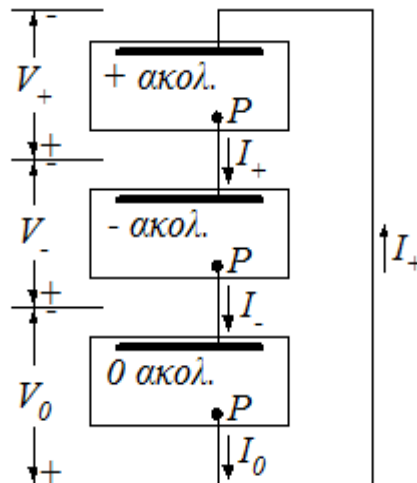 -
V₊
+ ακολ.
P
+
-
I₊
V₋
- ακολ.
I₊
P
+
-
I₋
V₀
0 ακολ.
P
+
I₀